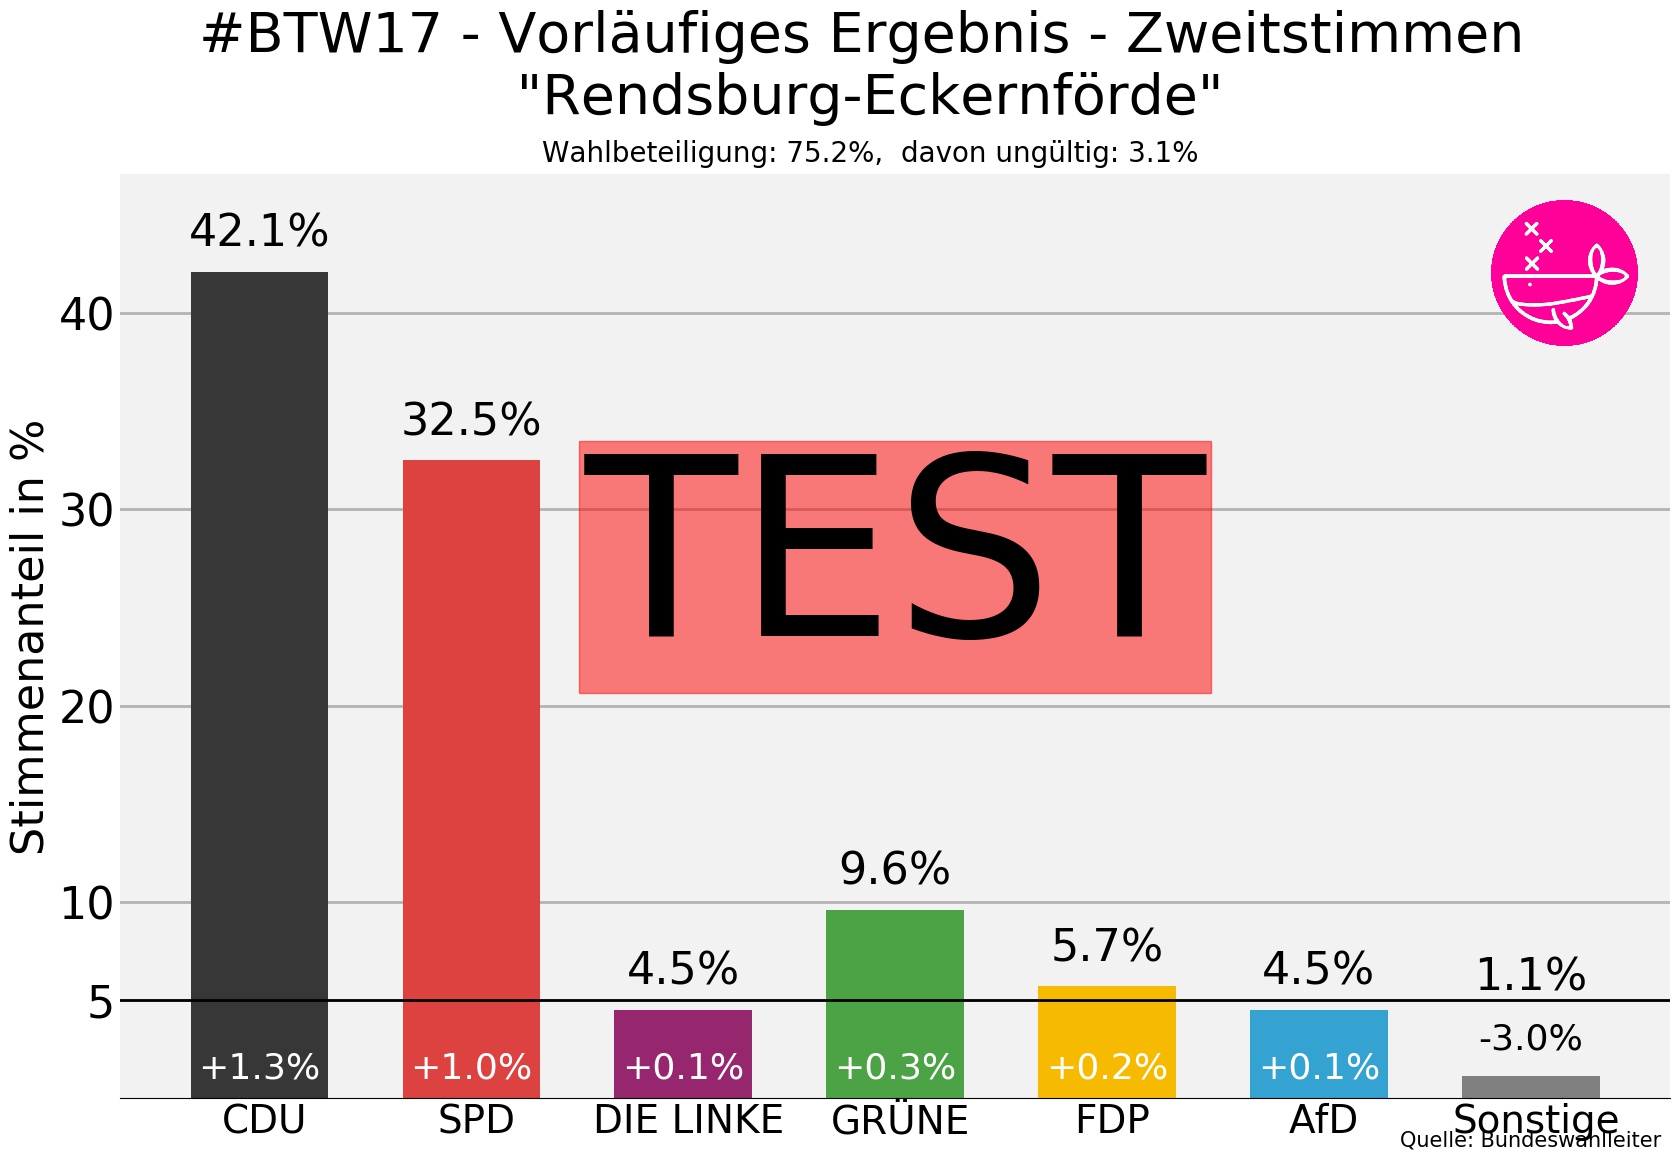 #BTW17 - Vorläufiges Ergebnis - Zweitstimmen
"Rendsburg-Eckernförde"
Wahlbeteiligung: 75.2%,  davon ungültig: 3.1%
Stimmenanteil in %
40
30
20
10
5
42.1%
32.5%
4.5%
9.6%
5.7%
4.5%
1.1%
TEST
+1.3%
+1.0%
+0.1%
+0.3%
+0.2%
+0.1%
-3.0%
CDU
SPD
DIE LINKE
GRÜNE
FDP
AfD
Sonstige
Quelle: Bundeswahlleiter